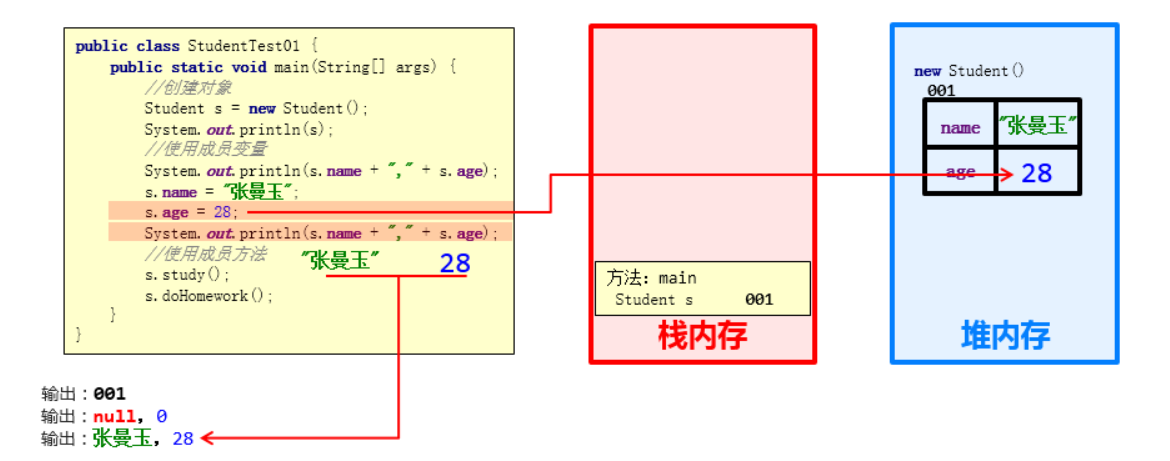 public class StudentTest01 {
public static void main(String[] args) {
//创建对象
Student s = new Student();
System.out.println(s);
//使用成员变量
System.out.println(s.name + "," + s.age);
s.name = "张曼玉";
s.age = 28;
System.out.println(s.name + "," + s.age);
//使用成员方法
"张曼玉" 28
s.study();
s.doHomework();
}
}
方法: main
Student s 001
栈内存
new Student()
001
name "张曼玉"
age 28
堆内存
输出：001
输出：null, 0
输出：张曼玉, 28